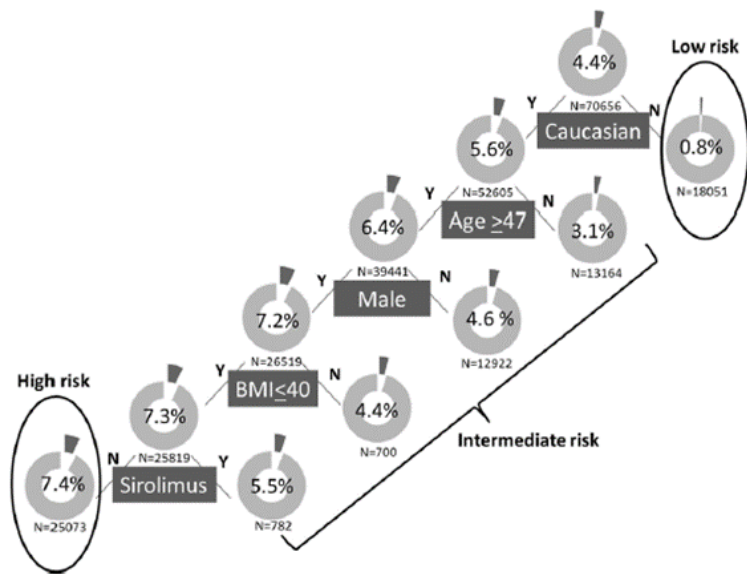 4.4%
Low risk
Y N=70656 N
Caucasian
5.6%
0.8%
N=52605
N=18051
Y N
Age ≥47
6.4%
3.1%
N=39441
N=13164
Y N
Male
7.2%
4.6 %
N=26519
N=12922
Y N
BMI≤40
High risk
7.3%
4.4%
Intermediate risk
N=25819
N=700
N Y
Sirolimus
7.4%
5.5%
N=25073
N=782